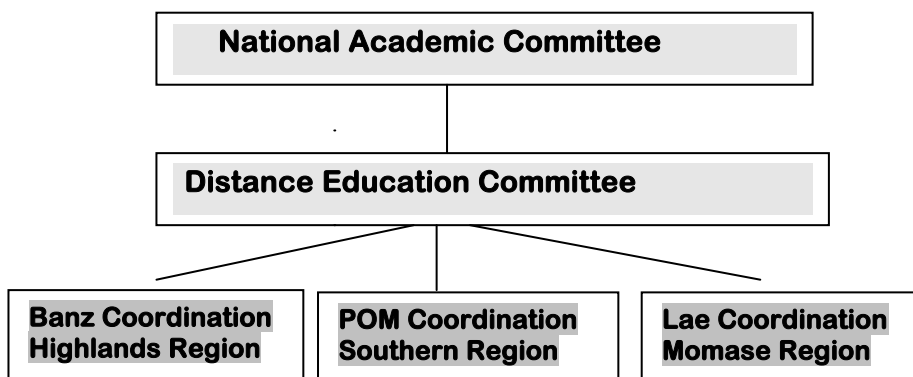 National Academic Committee
Distance Education Committee
Banz Coordination
Highlands Region
POM Coordination
Southern Region
Lae Coordination
Momase Region